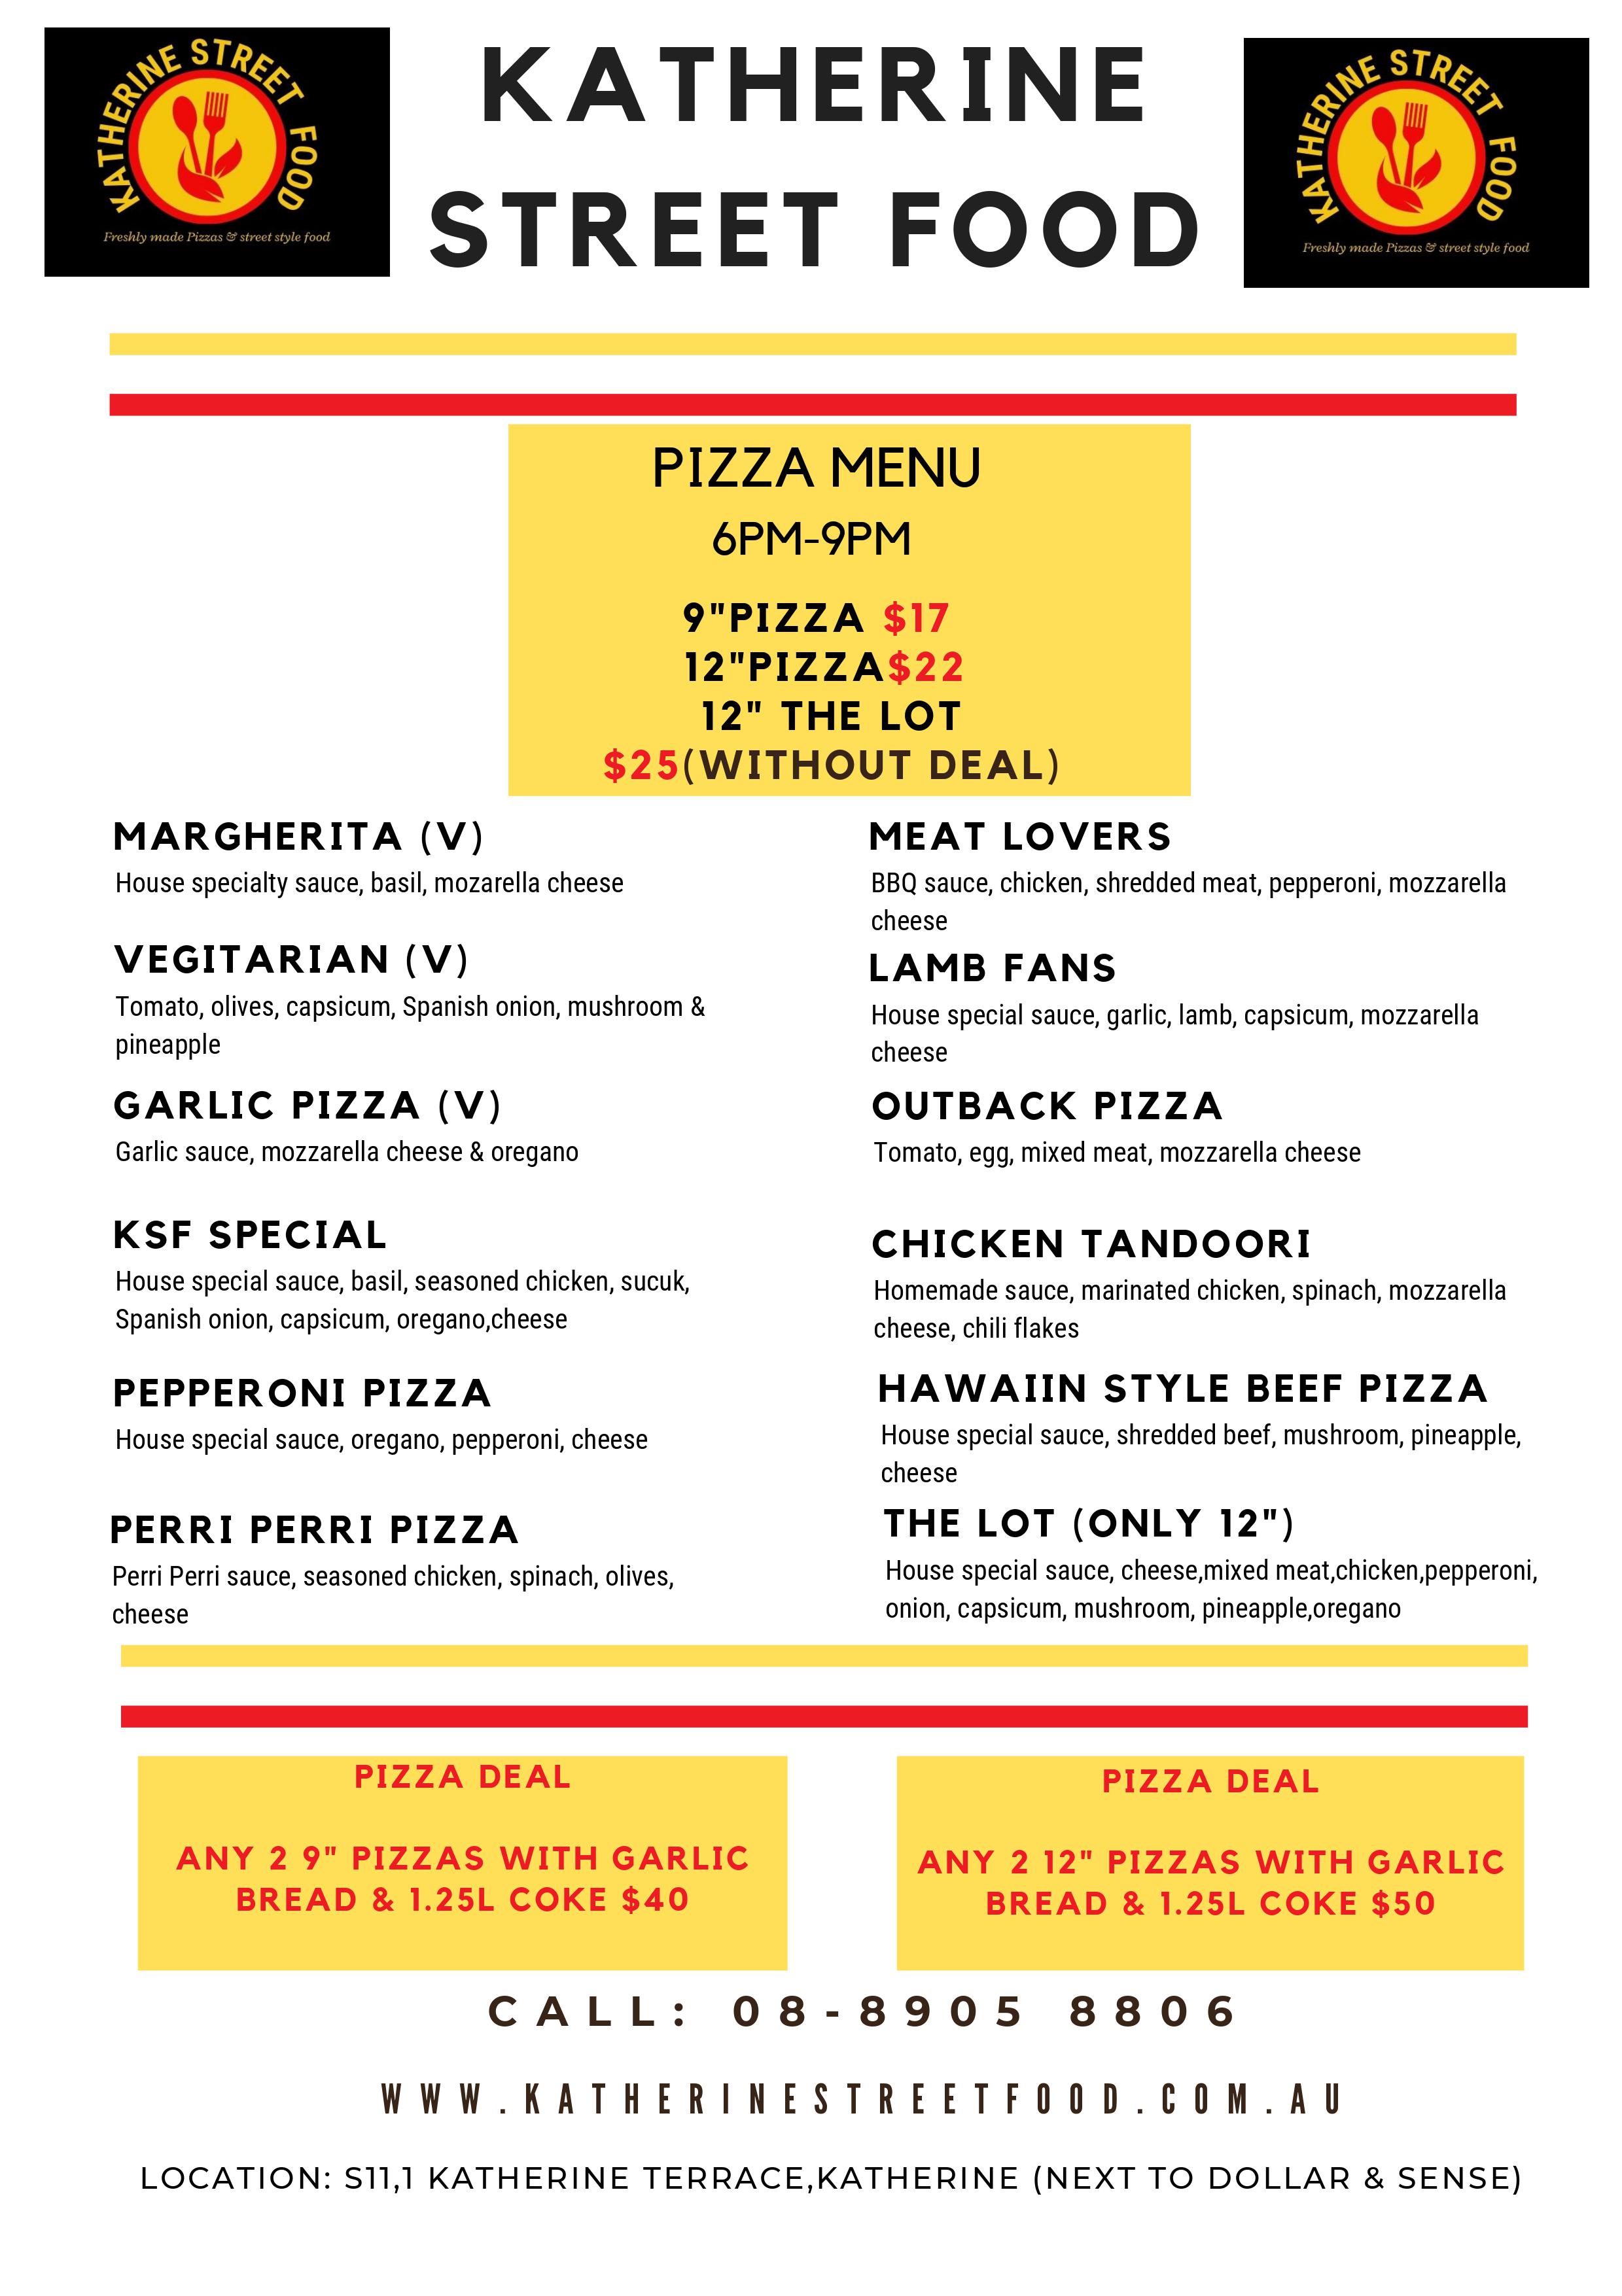 KATHERINE STREET FOOD
Freshly made Pizzas & street style food
KATHERINE
STREET FOOD
KATHERINE STREET FOOD
Freshly made Pizzas & street style food
PIZZA MENU
6PM-9PM
9"PIZZA $17
12"PIZZA$22
12" THE LOT
$25(WITHOUT DEAL)
MARGHERITA (V)
House specialty sauce, basil, mozarella cheese
VEGITARIAN (V)
Tomato, olives, capsicum, Spanish onion, mushroom &
pineapple
GARLIC PIZZA (V)
Garlic sauce, mozzarella cheese & oregano
KSF SPECIAL
House special sauce, basil, seasoned chicken, sucuk,
Spanish onion, capsicum, oregano,cheese
PEPPERONI PIZZA
House special sauce, oregano, pepperoni, cheese
PERRI PERRI PIZZA
Perri Perri sauce, seasoned chicken, spinach, olives,
cheese
MEAT LOVERS
BBQ sauce, chicken, shredded meat, pepperoni, mozzarella
cheese
LAMB FANS
House special sauce, garlic, lamb, capsicum, mozzarella
cheese
OUTBACK PIZZA
Tomato, egg, mixed meat, mozzarella cheese
CHICKEN TANDOORI
Homemade sauce, marinated chicken, spinach, mozzarella
cheese, chili flakes
HAWAIIN STYLE BEEF PIZZA
House special sauce, shredded beef, mushroom, pineapple,
cheese
THE LOT (ONLY 12")
House special sauce, cheese,mixed meat,chicken,pepperoni,
onion, capsicum, mushroom, pineapple,oregano
PIZZA DEAL
ANY 2 9" PIZZAS WITH GARLIC
BREAD & 1.25L COKE $40
PIZZA DEAL
ANY 2 12" PIZZAS WITH GARLIC
BREAD & 1.25L COKE $50
CALL: 08-8905 8806
WWW.KATHERINESTREETFOOD.COM.AU
LOCATION: S11,1 KATHERINE TERRACE,KATHERINE (NEXT TO DOLLAR & SENSE)